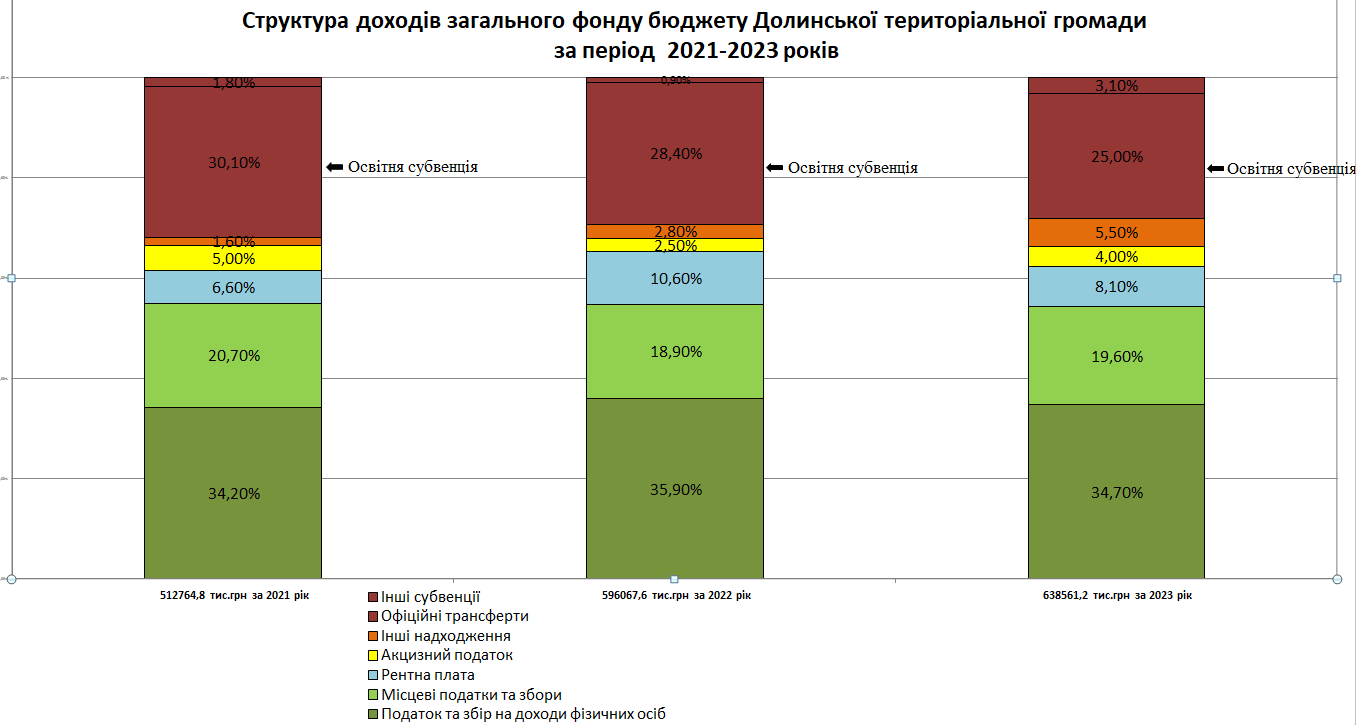 Структура доходів загального фонду бюджету Долинської територіальної громади
за період 2021-2023 років
1,80%
30,10%
Освітня субвенція
1,60%
5,00%
6,60%
20,70%
34,20%
0,90%
28,40%
Освітня субвенція
2,80%
2,50%
10,60%
18,90%
35,90%
3,10%
25,00%
Освітня субвенція
5,50%
4,00%
8,10%
19,60%
34,70%
512764,8 тис.грн за 2021 рік
596067,6 тис.грн за 2022 рік
638561,2 тис.грн за 2023 рік
Інші субвенції
Офіційні трансферти
Інші надходження
Акцизний податок
Рентна плата
Місцеві податки та збори
Податок та збір на доходи фізичних осіб